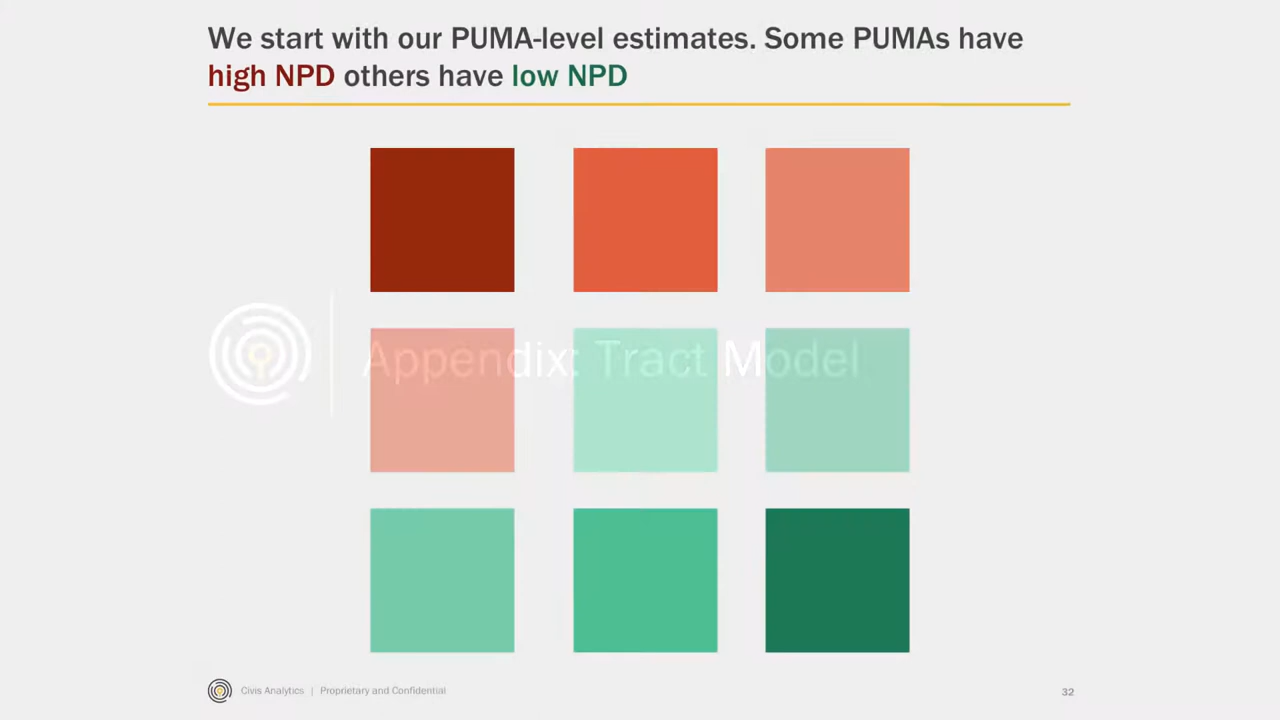 We start with our PUMA-level estimates. Some PUMAs have
high NPD others have low NPD
Appendix: Tract Model
Civis Analytics | Proprietary and Confidential
32